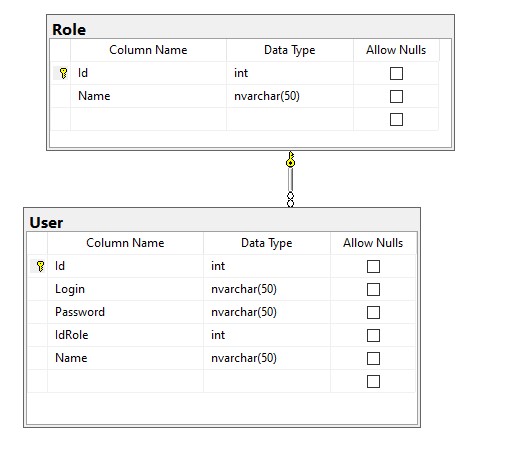 Role
Column Name Data Type Allow Nulls
Id int
Name nvarchar(50)
User
Column Name Data Type Allow Nulls
Id int
Login nvarchar(50)
Password nvarchar(50)
IdRole int
Name nvarchar(50)